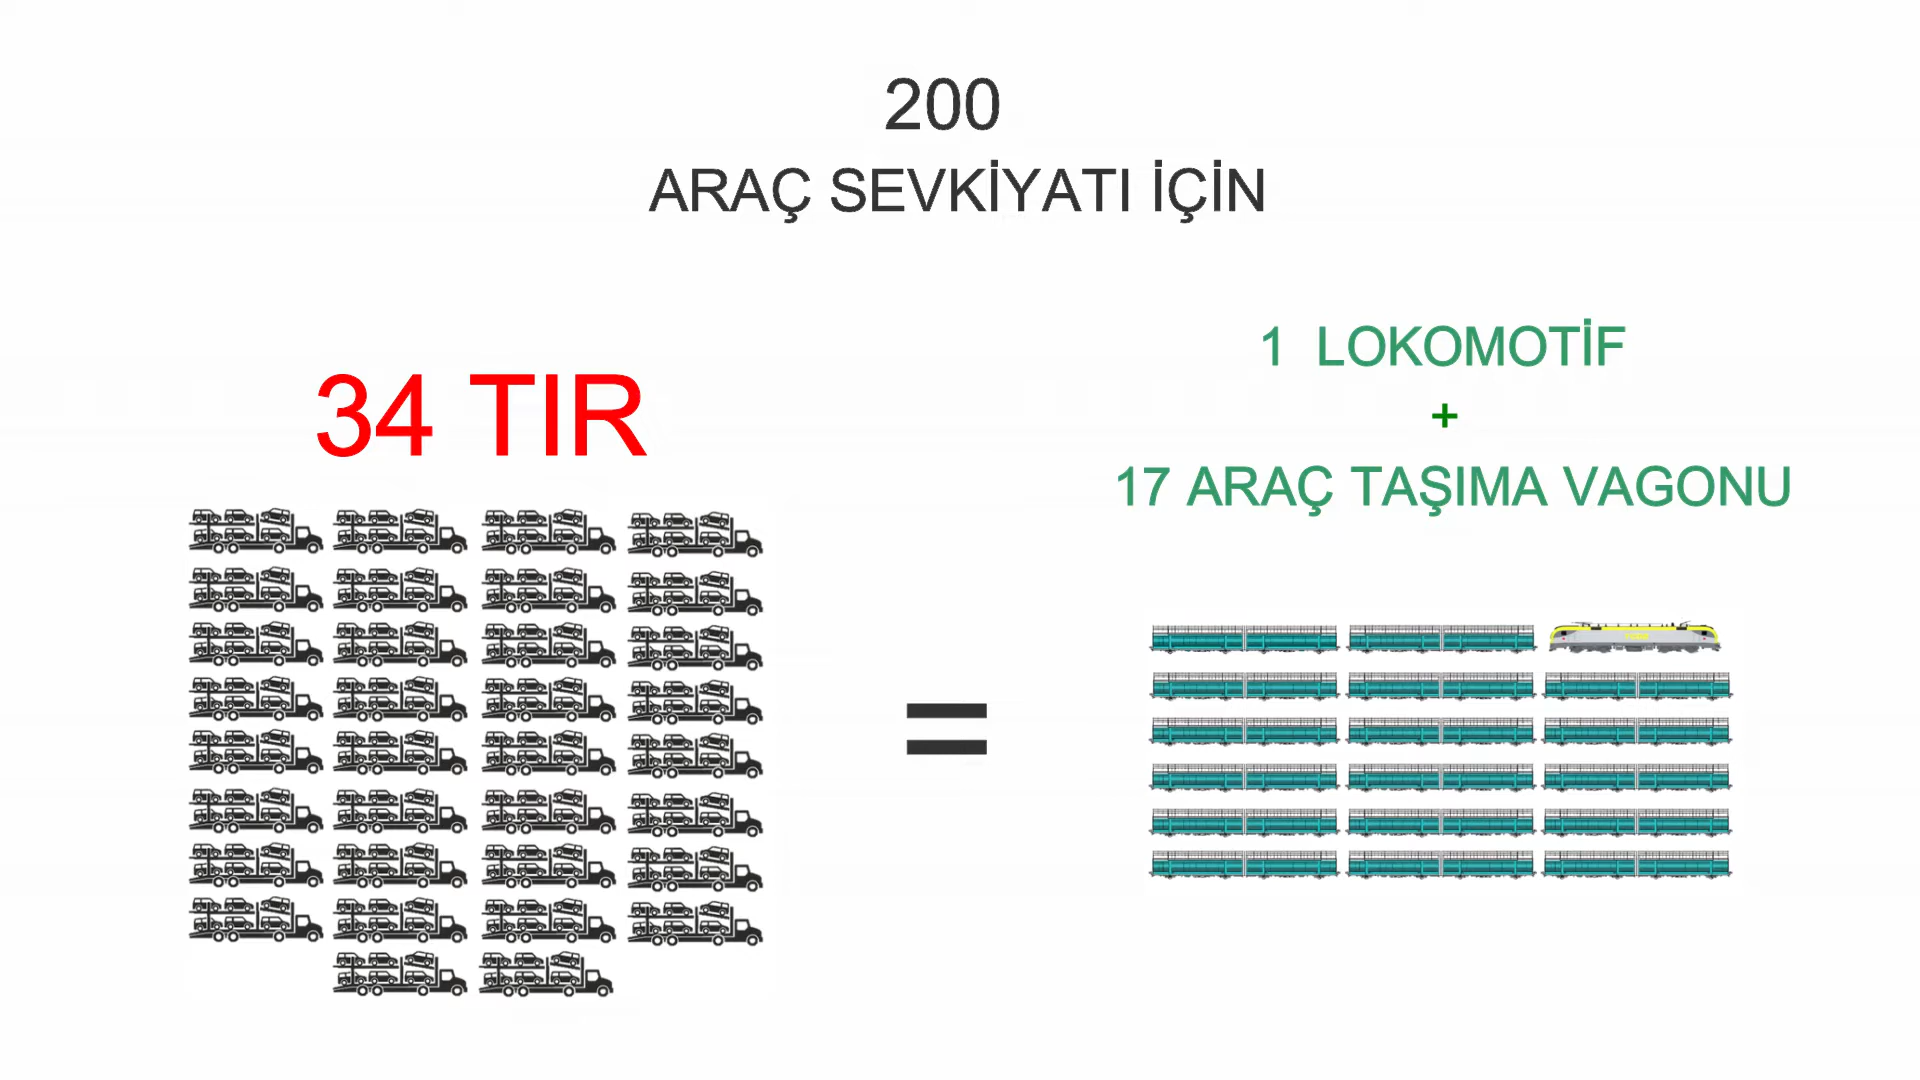 200
ARAÇ SEVKİYATI İÇİN
34 TIR
1 LOKOMOTİF
+
17 ARAÇ TAŞIMA VAGONU
=